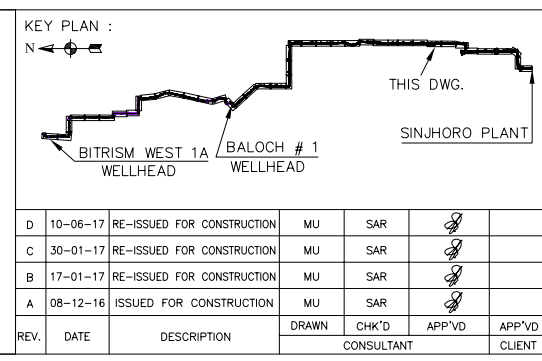 KEY PLAN :
N
THIS DWG.
SINJHORO PLANT
BITRISM WEST 1A
WELLHEAD
BALOCH # 1
WELLHEAD
D 10-06-17 RE-ISSUED FOR CONSTRUCTION MU SAR
C 30-01-17 RE-ISSUED FOR CONSTRUCTION MU SAR
B 17-01-17 RE-ISSUED FOR CONSTRUCTION MU SAR
A 08-12-16 ISSUED FOR CONSTRUCTION MU SAR
REV. DATE DESCRIPTION DRAWN CHK'D APP'VD APP'VD
CONSULTANT CLIENT